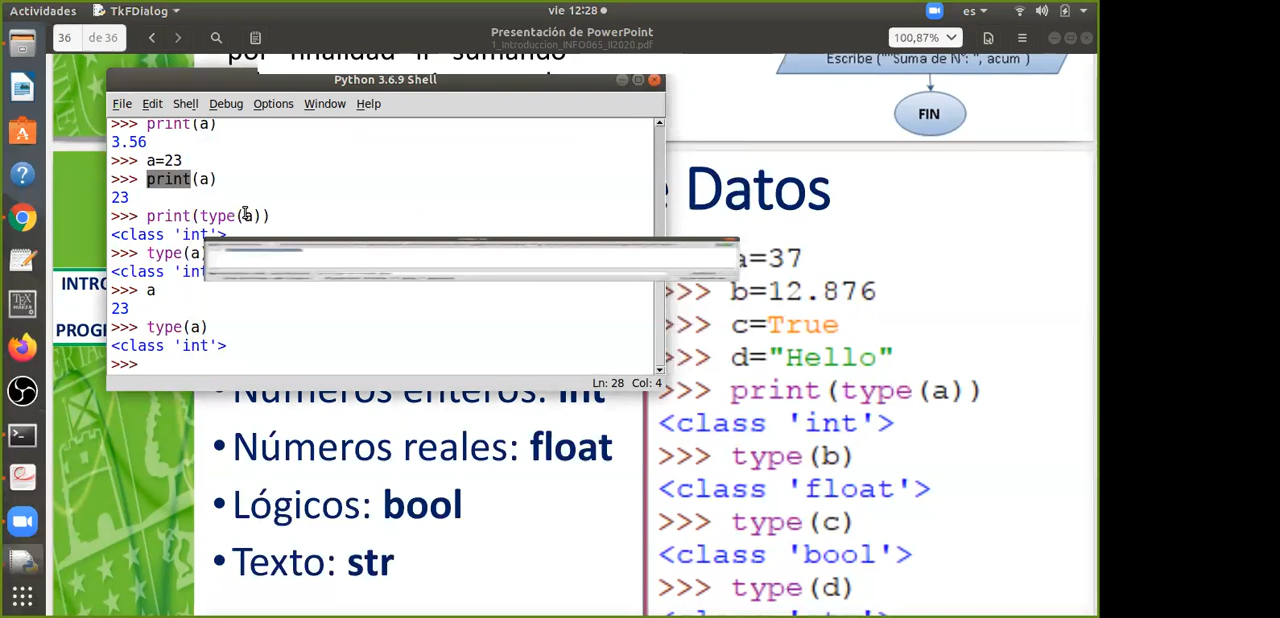 Actividades
TkFDialog
vie 12:28
es
36
de 36
Presentación de PowerPoint
1_Introduccion_INFO065_II2020.pdf
100,87%
Escribe (""Suma de N°: ", acum )
FIN
Python 3.6.9 Shell
File Edit Shell Debug Options Window Help
>>> print(a)
3.56
>>> a=23
>>> print(a)
23
>>> print(type(a))
<class 'int'>
>>> type(a)
<class 'int
>>> a
23
>>> type(a)
<class 'int'>
>>>
Ln: 28 Col: 4
INTRO
PROGR
e Datos
a=37
>>> b=12.876
>>> c=True
>>> d="Hello"
>>> print(type(a))
<class 'int'>
>>> type(b)
<class 'float'>
>>> type(c)
<class 'bool'>
>>> type(d)
• Números enteros: int
• Números reales: float
• Lógicos: bool
• Texto: str